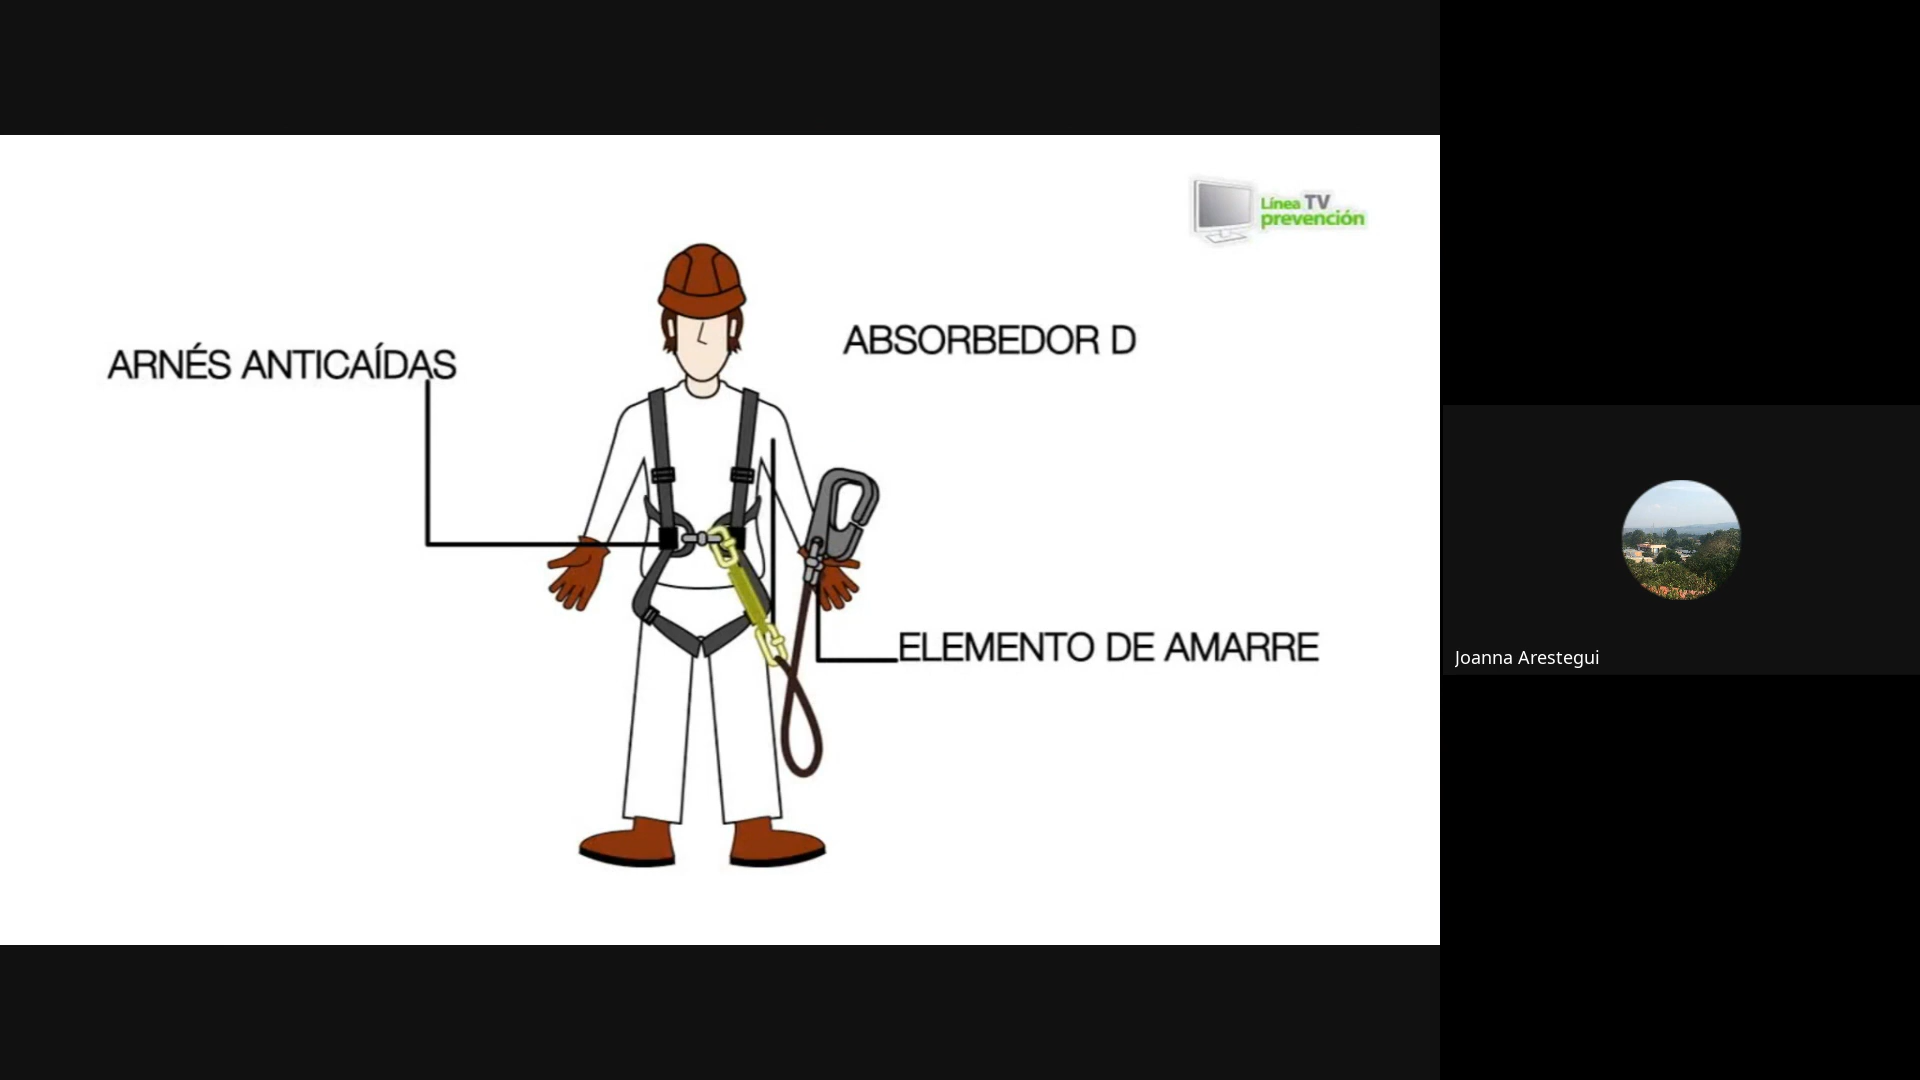 Línea TV
prevención
ABSORBEDOR D
ARNÉS ANTICAÍDAS
ELEMENTO DE AMARRE
Joanna Arestegui